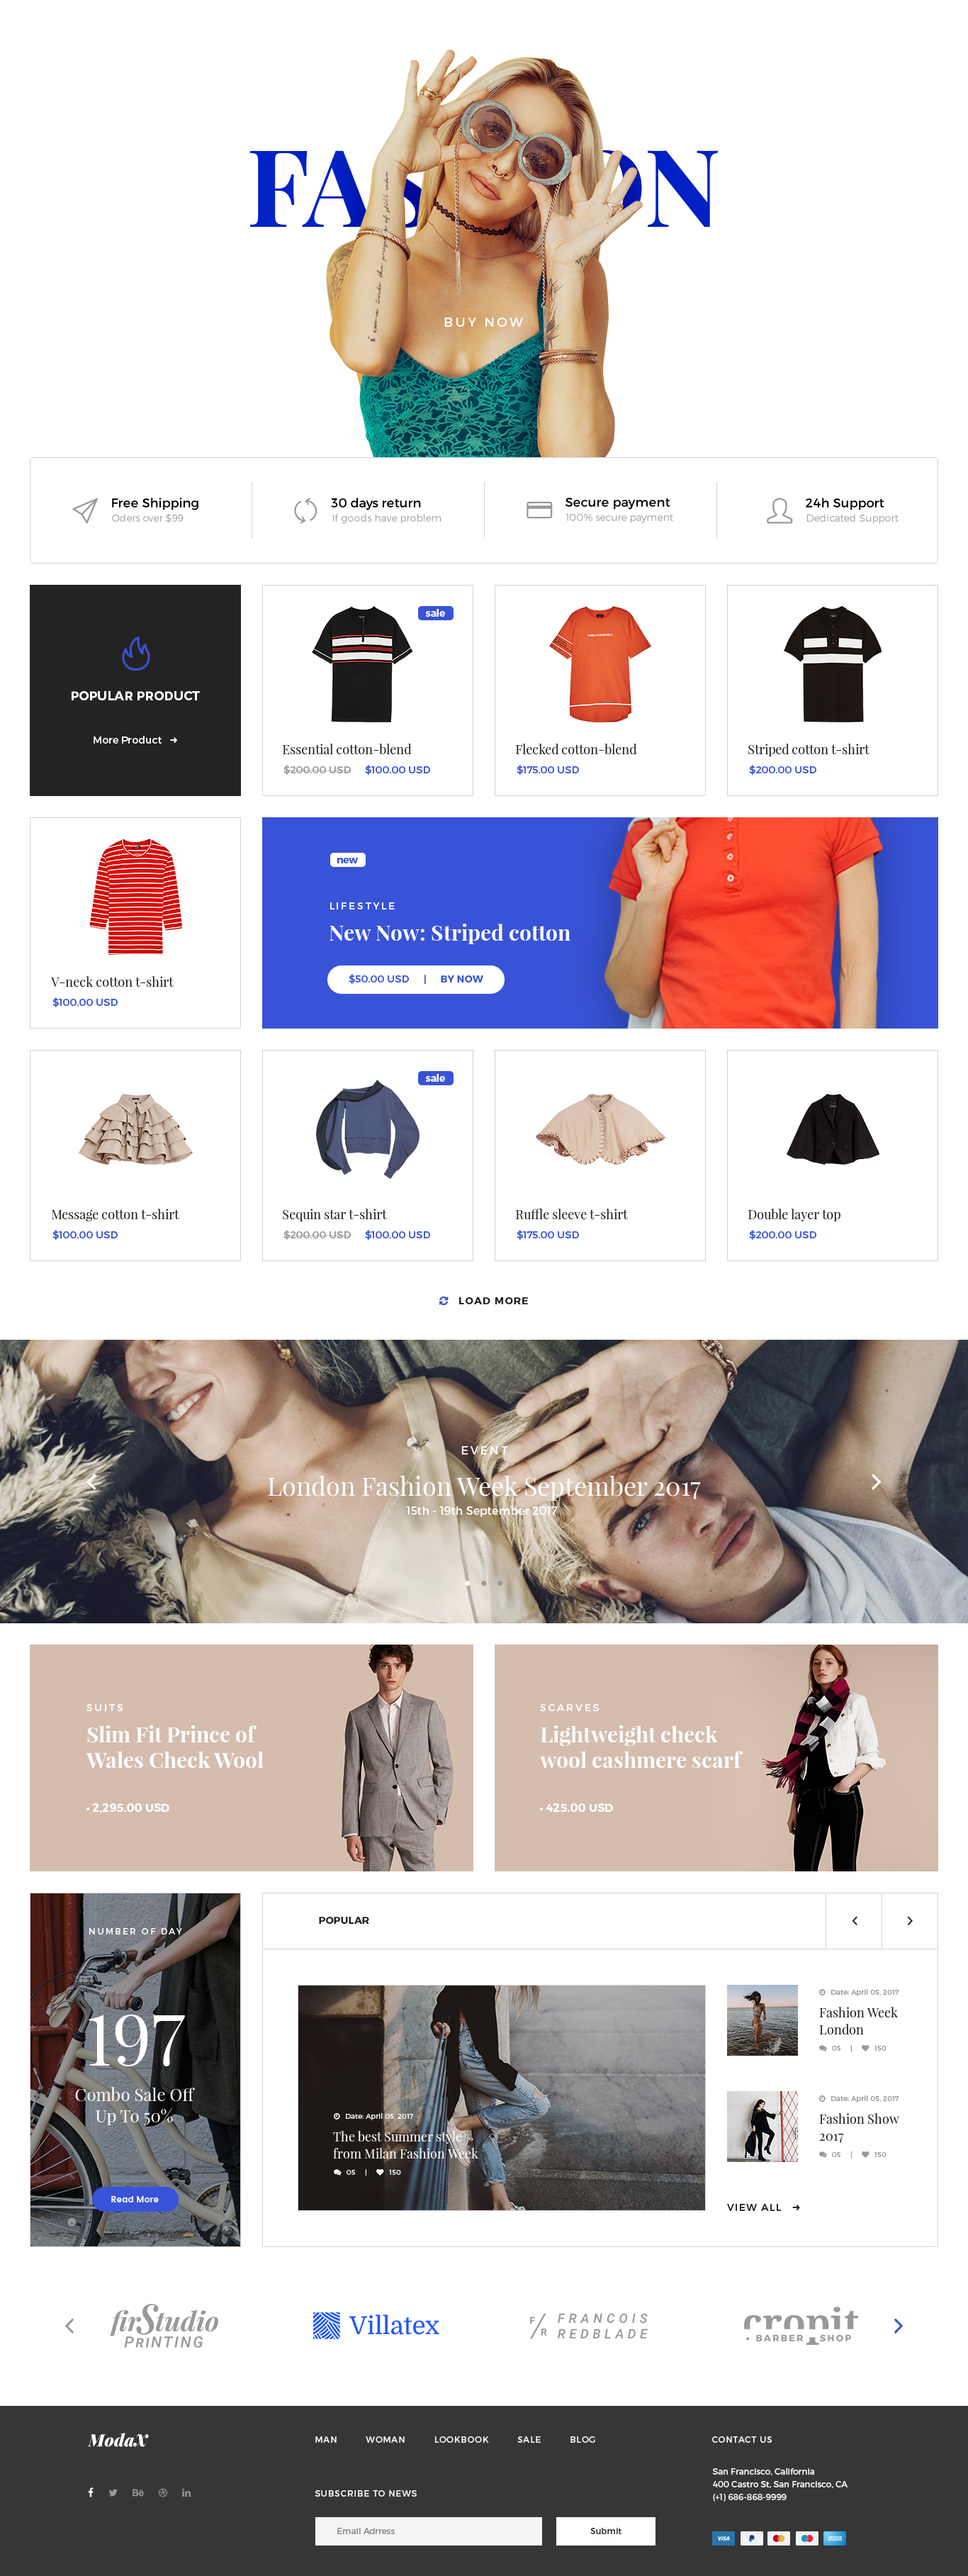 FASHION
BUY NOW
Free Shipping
Oders over $99
30 days return
If goods have problem
Secure payment
100% secure payment
24h Support
Dedicated Support
POPULAR PRODUCT
More Product
sale
Essential cotton-blend
$200.00 USD $100.00 USD
Flecked cotton-blend
$175.00 USD
Striped cotton t-shirt
$200.00 USD
V-neck cotton t-shirt
$100.00 USD
new
LIFESTYLE
New Now: Striped cotton
$50.00 USD | BY NOW
Message cotton t-shirt
$100.00 USD
sale
Sequin star t-shirt
$200.00 USD $100.00 USD
Ruffle sleeve t-shirt
$175.00 USD
Double layer top
$200.00 USD
LOAD MORE
EVENT
London Fashion Week September 2017
15th - 19th September 2017
SUITS
Slim Fit Prince of
Wales Check Wool
• 2,295.00 USD
SCARVES
Lightweight check
wool cashmere scarf
• 425.00 USD
NUMBER OF DAY
197
Combo Sale Off
Up To 50%
Read More
POPULAR
Date: April 05, 2017
The best Summer style
from Milan Fashion Week
05 | 150
Date: April 05, 2017
Fashion Week
London
05 | 150
Date: April 05, 2017
Fashion Show
2017
05 | 150
VIEW ALL
firStudio
PRINTING
Villatex
F/R
FRANCOIS
REDBLADE
cronit
• BARBER SHOP
ModaX
MAN WOMAN LOOKBOOK SALE BLOG
SUBSCRIBE TO NEWS
Email Adrress
Submit
CONTACT US
San Francisco, California
400 Castro St, San Francisco, CA
(+1) 686-868-9999
VISA